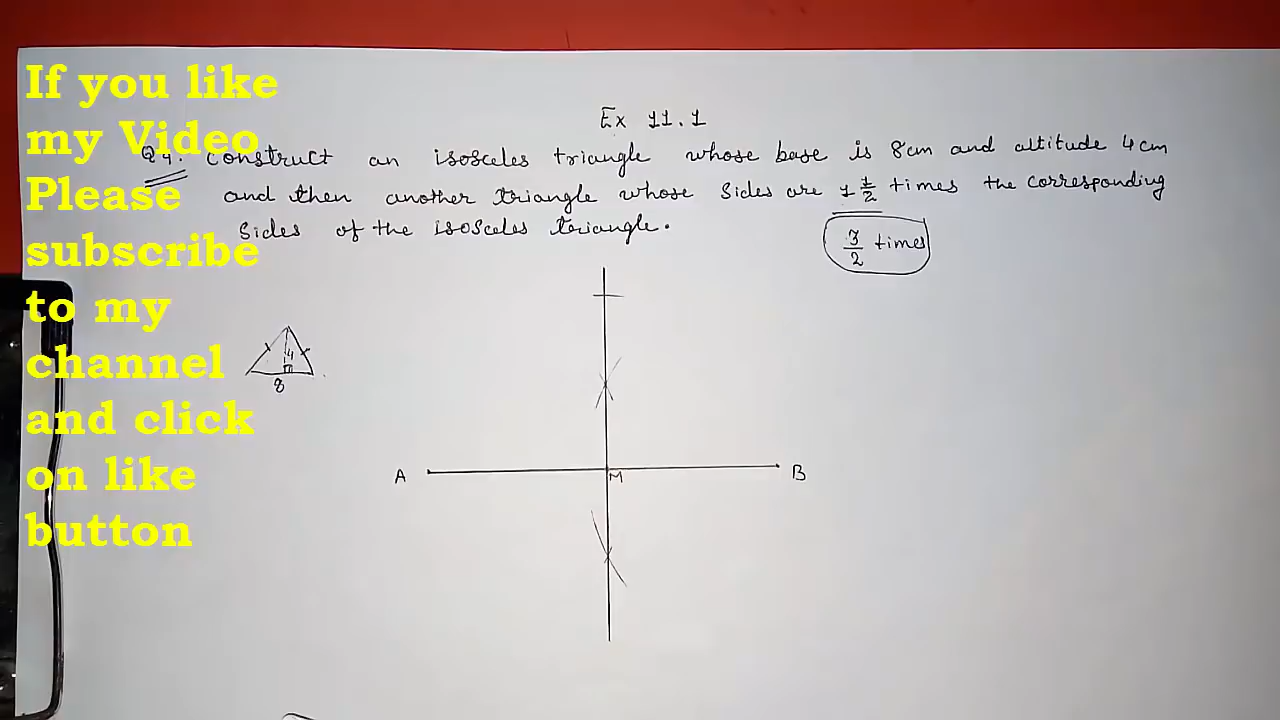 If you like
my Video
Please
subscribe
to my
channel
and click
on like
button
Ex 11.1
Q4. Construct an isosceles triangle whose base is 8cm and altitude 4cm
and then another triangle whose sides are 1 1/2 times the corresponding
sides of the isosceles triangle.
3/2 times
4
8
A
M
B